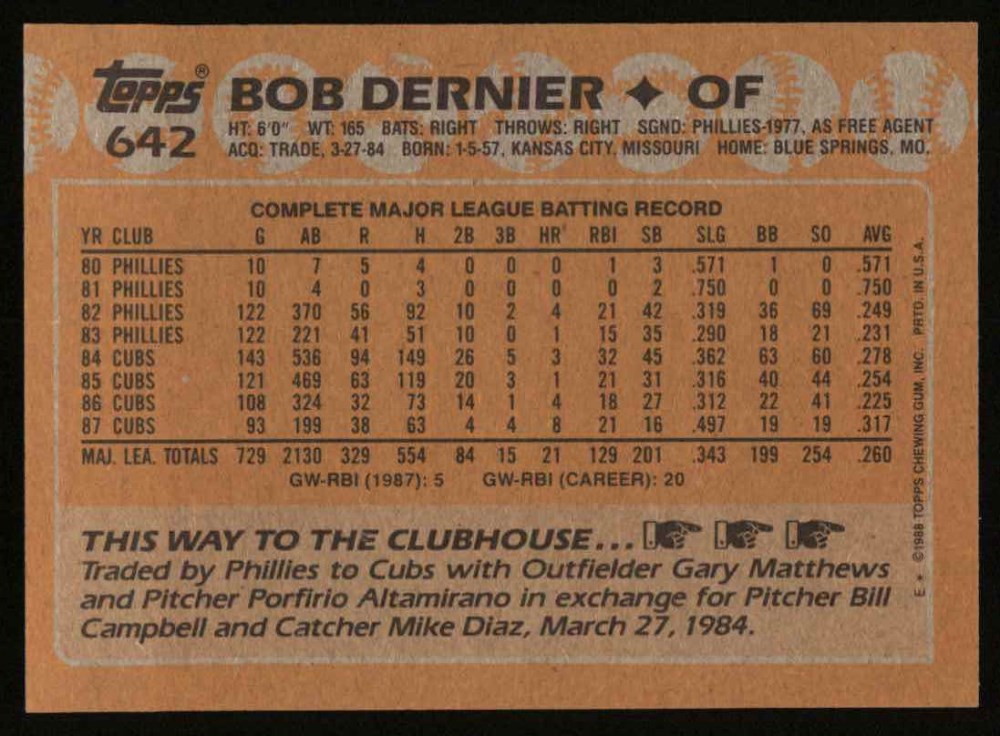 Topps® BOB DERNIER ✦ OF
642 HT: 6'0" WT: 165 BATS: RIGHT THROWS: RIGHT SGND: PHILLIES-1977, AS FREE AGENT
ACQ: TRADE, 3-27-84 BORN: 1-5-57, KANSAS CITY, MISSOURI HOME: BLUE SPRINGS, MO.
COMPLETE MAJOR LEAGUE BATTING RECORD
YR CLUB G AB R H 2B 3B HR RBI SB SLG BB SO AVG
80 PHILLIES 10 7 5 4 0 0 0 1 3 .571 1 0 .571
81 PHILLIES 10 4 0 3 0 0 0 0 2 .750 0 0 .750
82 PHILLIES 122 370 56 92 10 2 4 21 42 .319 36 69 .249
83 PHILLIES 122 221 41 51 10 0 1 15 35 .290 18 21 .231
84 CUBS 143 536 94 149 26 5 3 32 45 .362 63 60 .278
85 CUBS 121 469 63 119 20 3 1 21 31 .316 40 44 .254
86 CUBS 108 324 32 73 14 1 4 18 27 .312 22 41 .225
87 CUBS 93 199 38 63 4 4 8 21 16 .497 19 19 .317
MAJ. LEA. TOTALS 729 2130 329 554 84 15 21 129 201 .343 199 254 .260
GW-RBI (1987): 5 GW-RBI (CAREER): 20
THIS WAY TO THE CLUBHOUSE...
Traded by Phillies to Cubs with Outfielder Gary Matthews
and Pitcher Porfirio Altamirano in exchange for Pitcher Bill
Campbell and Catcher Mike Diaz, March 27, 1984.
E * ©1988 TOPPS CHEWING GUM, INC. PRTD. IN U.S.A.